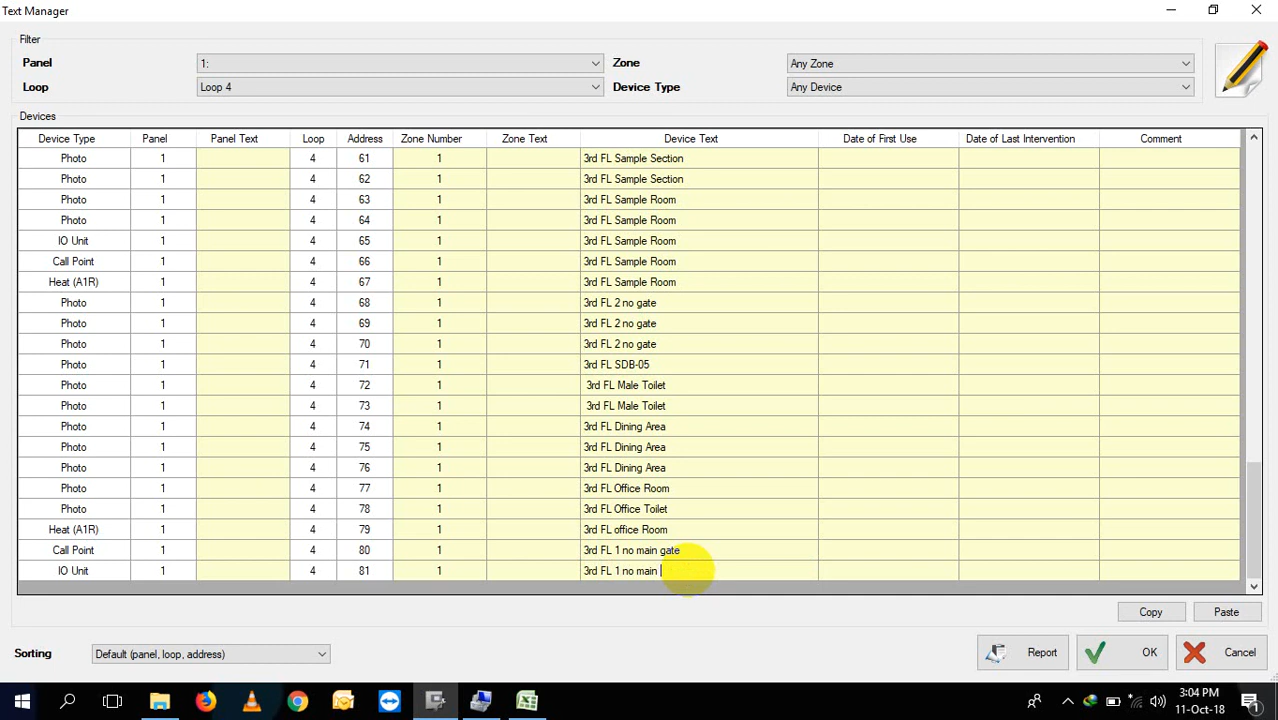 Text Manager
Filter
Panel 1: Zone Any Zone
Loop Loop 4 Device Type Any Device
Devices
Device Type Panel Panel Text Loop Address Zone Number Zone Text Device Text Date of First Use Date of Last Intervention Comment
Photo 1 4 61 1 3rd FL Sample Section
Photo 1 4 62 1 3rd FL Sample Section
Photo 1 4 63 1 3rd FL Sample Room
Photo 1 4 64 1 3rd FL Sample Room
IO Unit 1 4 65 1 3rd FL Sample Room
Call Point 1 4 66 1 3rd FL Sample Room
Heat (A1R) 1 4 67 1 3rd FL Sample Room
Photo 1 4 68 1 3rd FL 2 no gate
Photo 1 4 69 1 3rd FL 2 no gate
Photo 1 4 70 1 3rd FL 2 no gate
Photo 1 4 71 1 3rd FL SDB-05
Photo 1 4 72 1 3rd FL Male Toilet
Photo 1 4 73 1 3rd FL Male Toilet
Photo 1 4 74 1 3rd FL Dining Area
Photo 1 4 75 1 3rd FL Dining Area
Photo 1 4 76 1 3rd FL Dining Area
Photo 1 4 77 1 3rd FL Office Room
Photo 1 4 78 1 3rd FL Office Toilet
Heat (A1R) 1 4 79 1 3rd FL office Room
Call Point 1 4 80 1 3rd FL 1 no main gate
IO Unit 1 4 81 1 3rd FL 1 no main
Copy Paste
Sorting Default (panel, loop, address) Report OK Cancel
3:04 PM
11-Oct-18 1